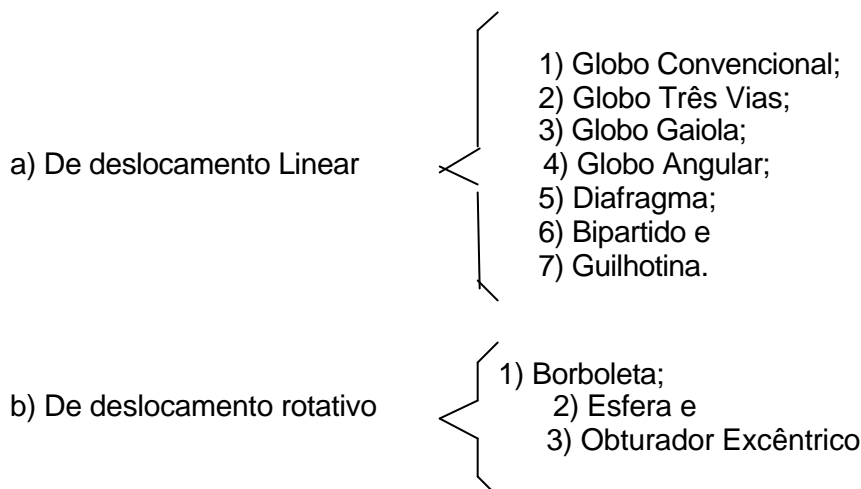 a) De deslocamento Linear
1) Globo Convencional;
2) Globo Três Vias;
3) Globo Gaiola;
4) Globo Angular;
5) Diafragma;
6) Bipartido e
7) Guilhotina.
b) De deslocamento rotativo
1) Borboleta;
2) Esfera e
3) Obturador Excêntrico